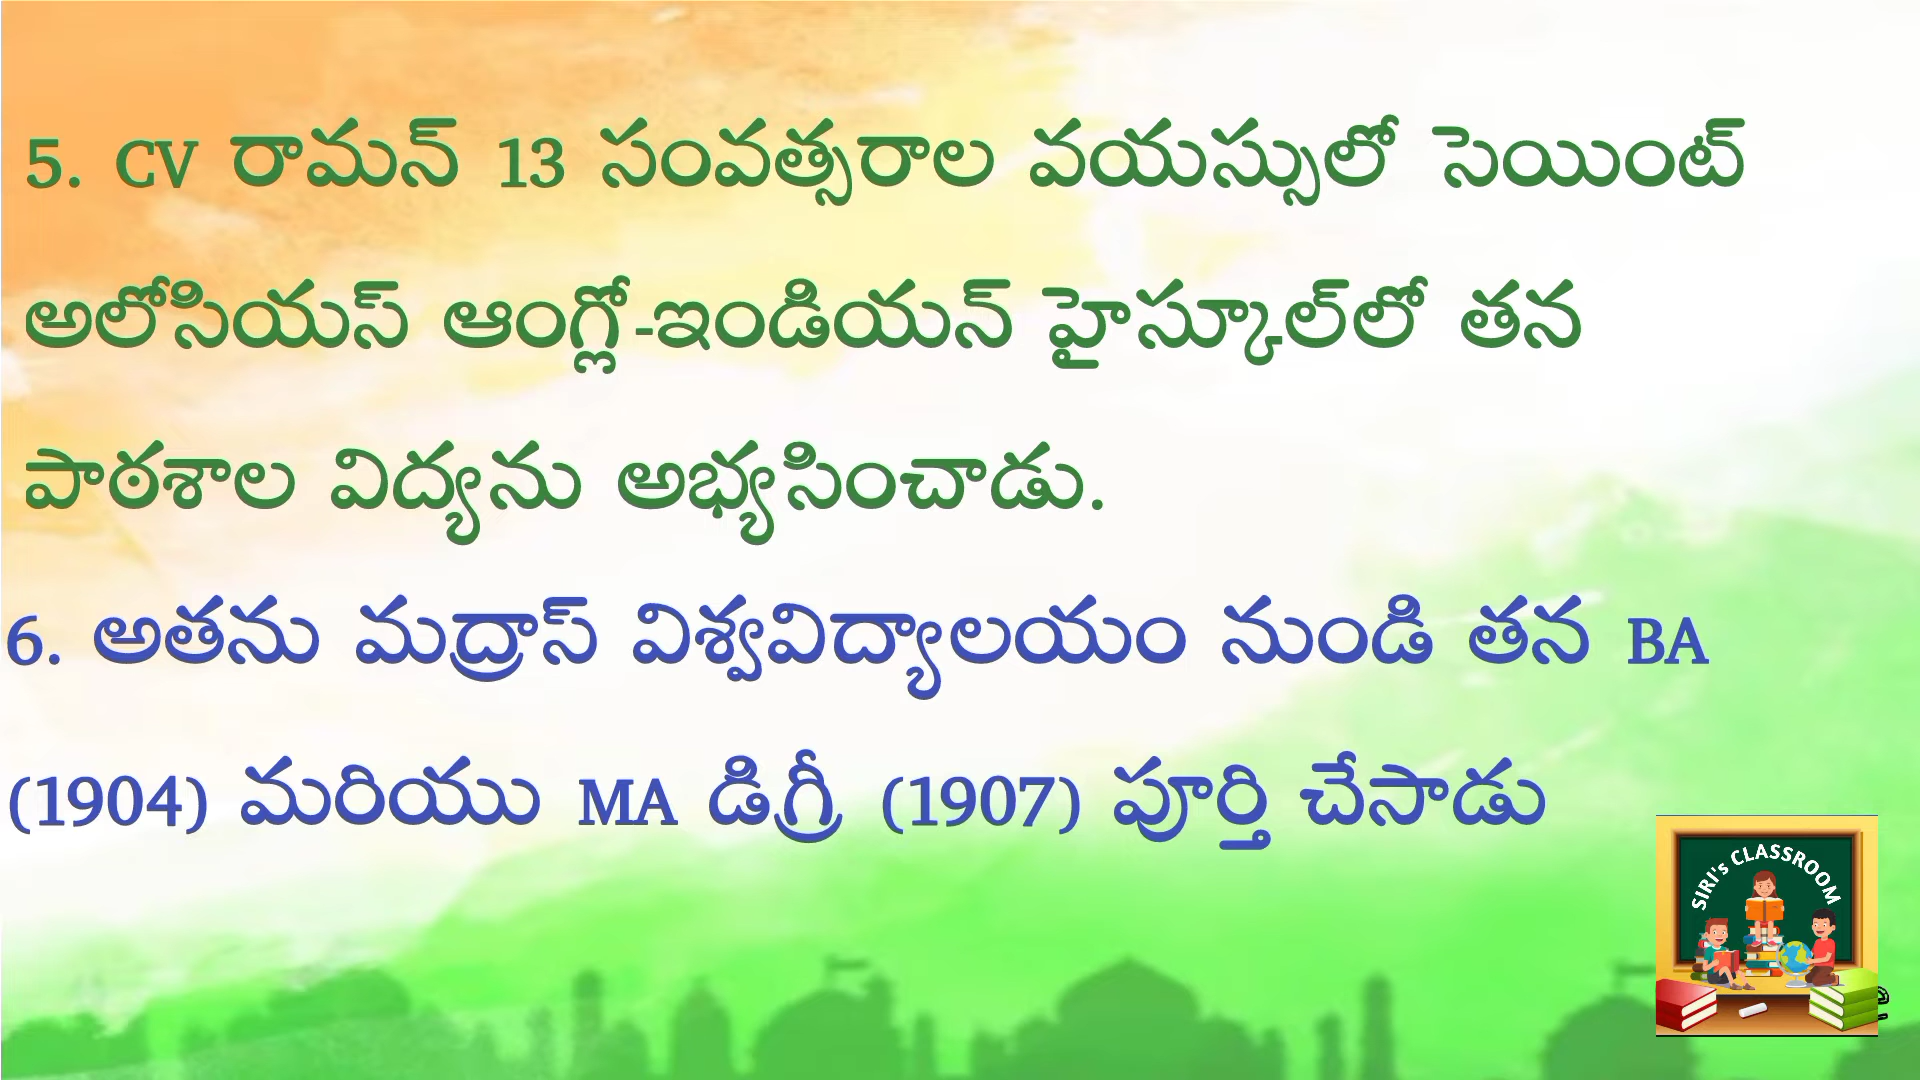 5. CV రామన్ 13 సంవత్సరాల వయస్సులో సెయింట్
అలోసియస్ ఆంగ్లో-ఇండియన్ హైస్కూల్‌లో తన
పాఠశాల విద్యను అభ్యసించాడు.
6. అతను మద్రాస్ విశ్వవిద్యాలయం నుండి తన BA
(1904) మరియు MA డిగ్రీ (1907) పూర్తి చేసాడు
SIRI's CLASSROOM